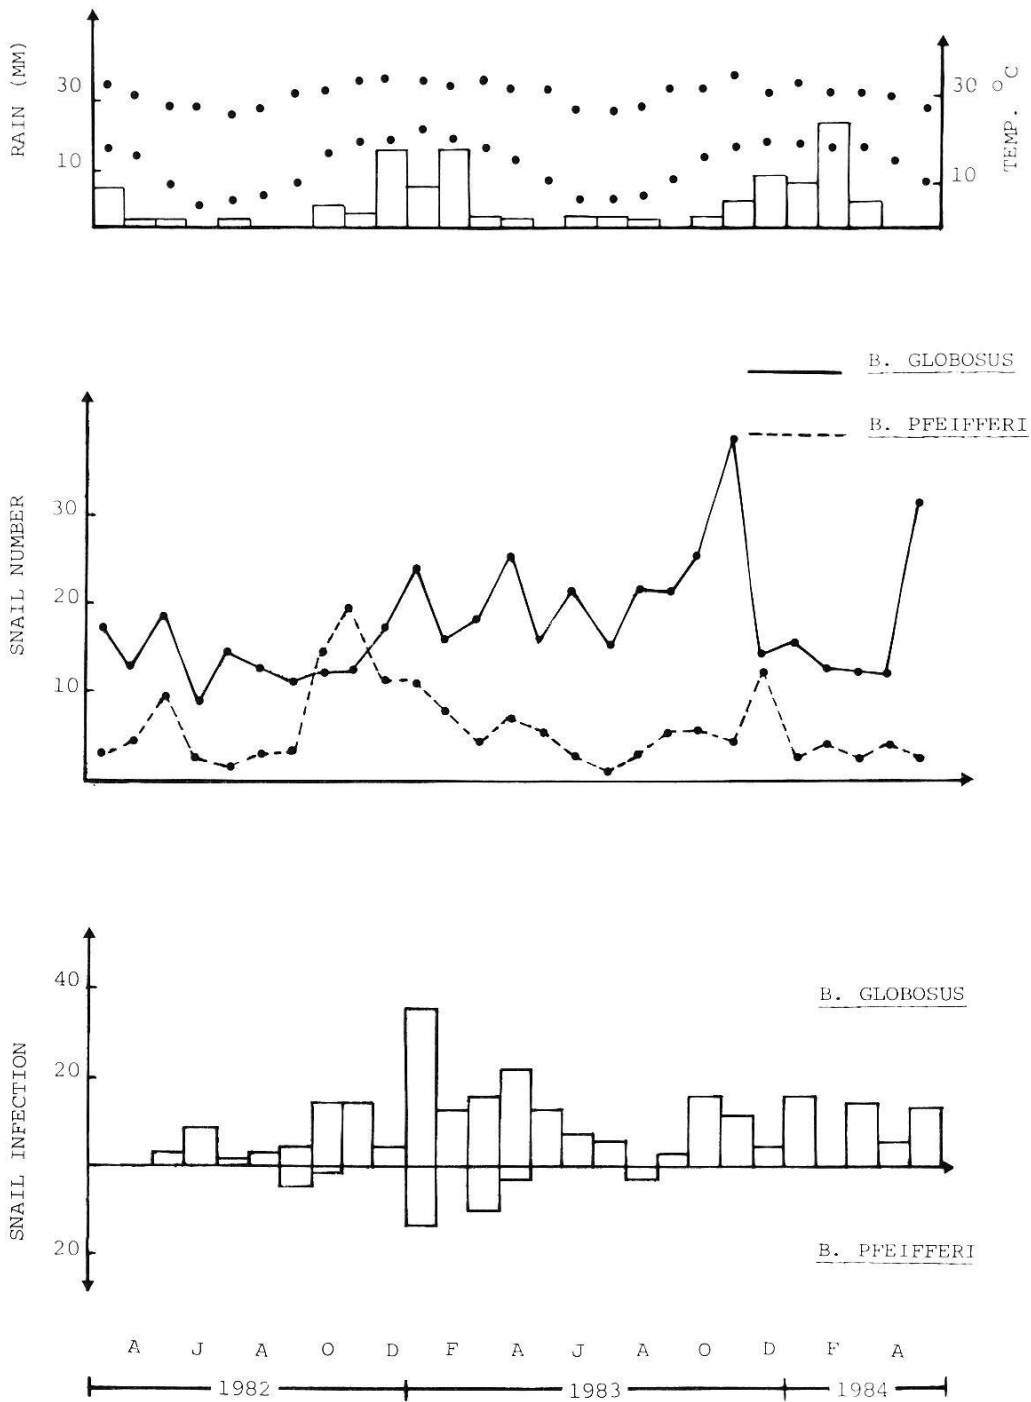 RAIN (MM)
30
10
30
10
TEMP. °C
B. GLOBOSUS
B. PFEIFFERI
SNAIL NUMBER
30
20
10
SNAIL INFECTION
40
20
20
B. GLOBOSUS
B. PFEIFFERI
A J A O D F A J A O D F A
1982 1983 1984